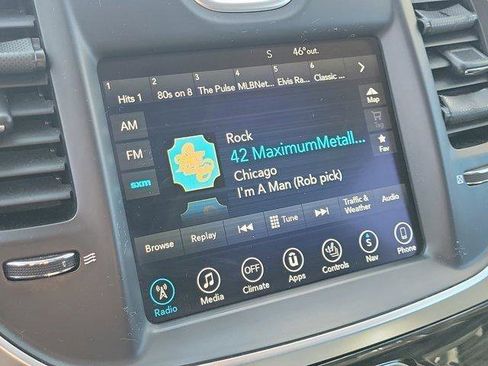 S 46°out.
1 Hits 1 2 80s on 8 3 The Pulse 4 MLBNet... 5 Elvis Ra... 6 Classic ...
Map
AM
FM
sxm
Rock
42 MaximumMetall...
Chicago
I'm A Man (Rob pick)
Fav
Browse Replay Tune Traffic & Weather Audio
OFF S
Radio Media Climate Apps Controls Nav Phone